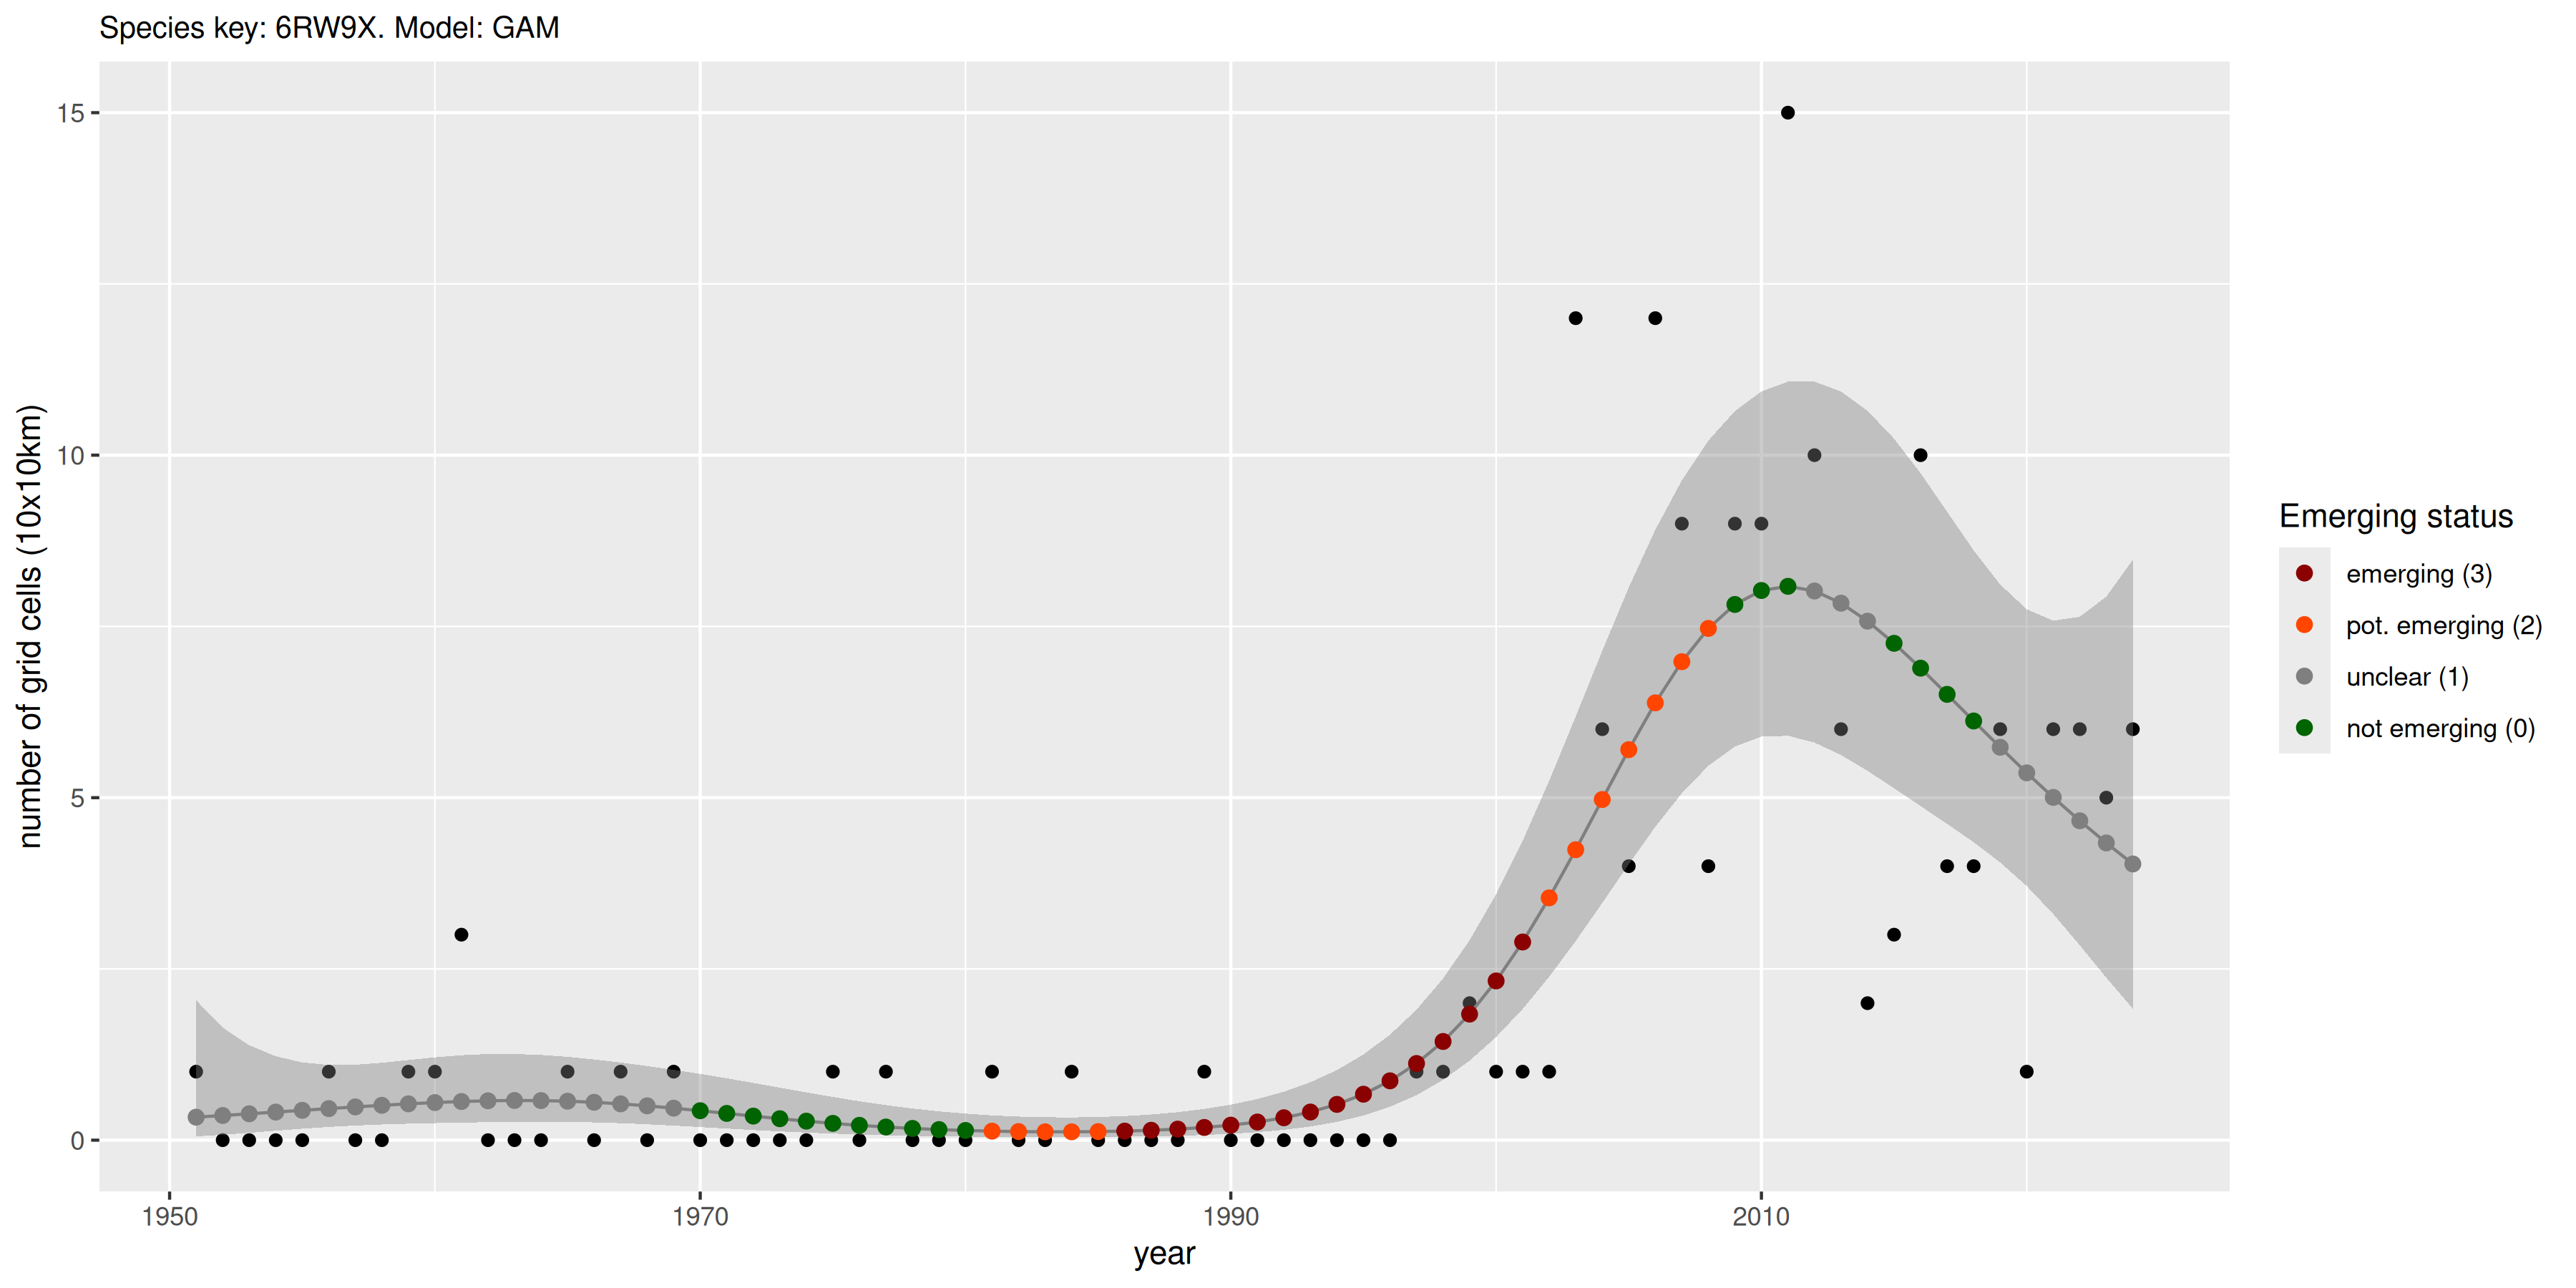 Species key: 6RW9X. Model: GAM
number of grid cells (10x10km)
15
10
5
0
1950
1970
1990
2010
year
Emerging status
emerging (3)
pot. emerging (2)
unclear (1)
not emerging (0)